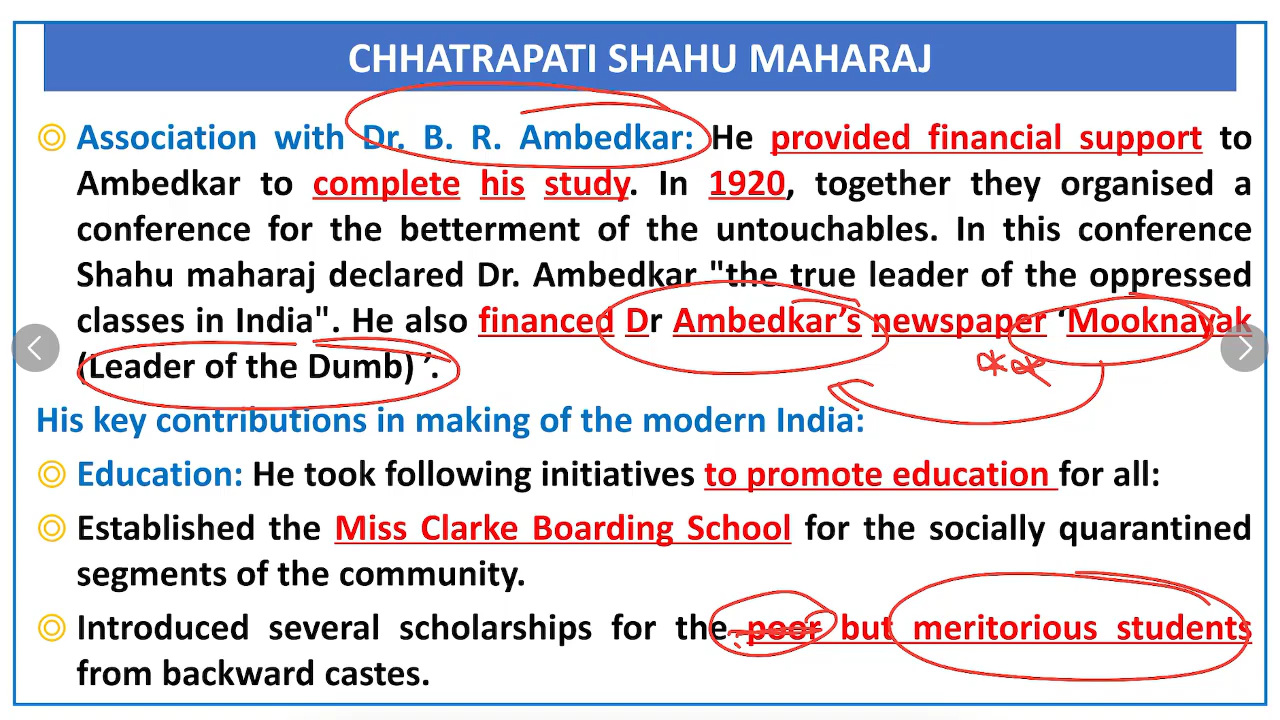 CHHATRAPATI SHAHU MAHARAJ
Association with Dr. B. R. Ambedkar: He provided financial support to
Ambedkar to complete his study. In 1920, together they organised a
conference for the betterment of the untouchables. In this conference
Shahu maharaj declared Dr. Ambedkar "the true leader of the oppressed
classes in India". He also financed Dr Ambedkar's newspaper ‘Mooknayak
(Leader of the Dumb) ’.
His key contributions in making of the modern India:
Education: He took following initiatives to promote education for all:
Established the Miss Clarke Boarding School for the socially quarantined
segments of the community.
Introduced several scholarships for the poor but meritorious students
from backward castes.